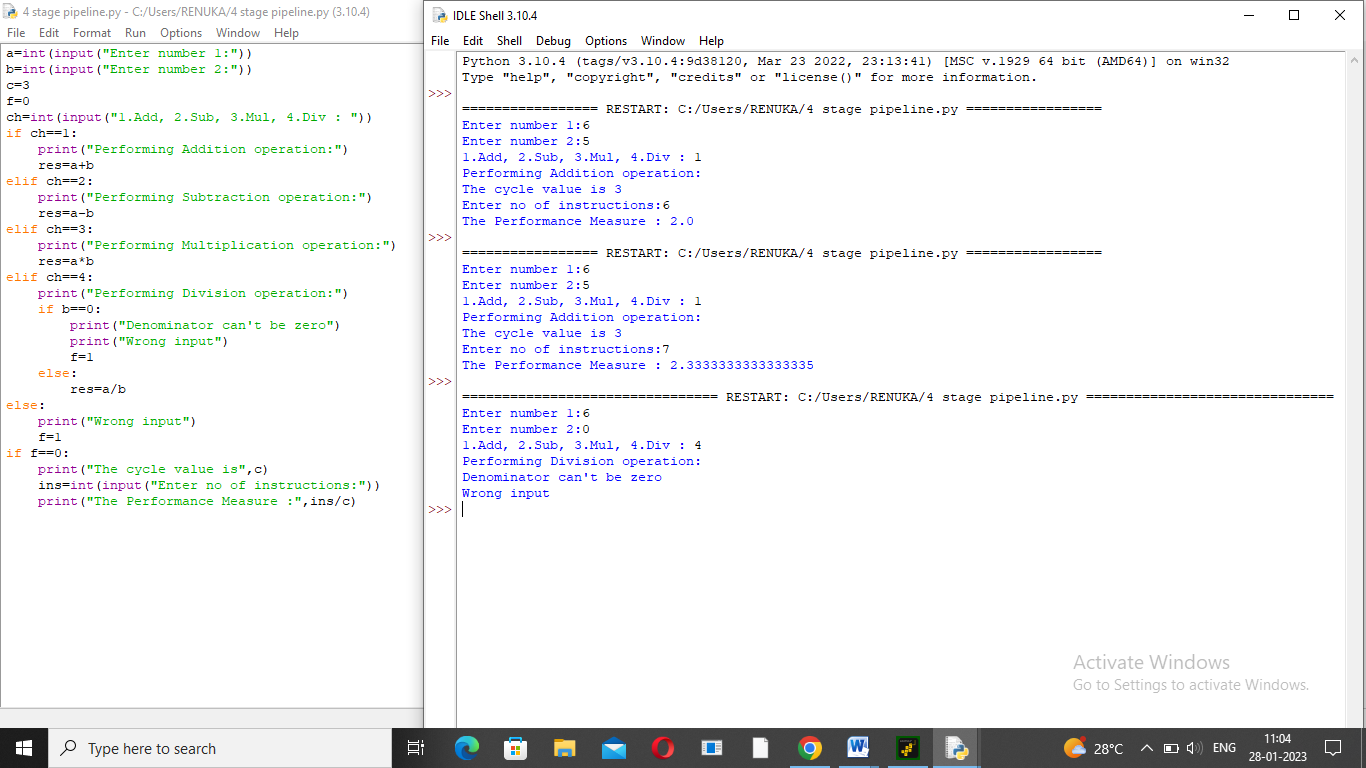 4 stage pipeline.py - C:/Users/RENUKA/4 stage pipeline.py (3.10.4)
File Edit Format Run Options Window Help
a=int(input("Enter number 1:"))
b=int(input("Enter number 2:"))
c=3
f=0
ch=int(input("1.Add, 2.Sub, 3.Mul, 4.Div : "))
if ch==1:
    print("Performing Addition operation:")
    res=a+b
elif ch==2:
    print("Performing Subtraction operation:")
    res=a-b
elif ch==3:
    print("Performing Multiplication operation:")
    res=a*b
elif ch==4:
    print("Performing Division operation:")
    if b==0:
        print("Denominator can't be zero")
        print("Wrong input")
        f=1
    else:
        res=a/b
else:
    print("Wrong input")
    f=1
if f==0:
    print("The cycle value is",c)
    ins=int(input("Enter no of instructions:"))
    print("The Performance Measure :",ins/c)
IDLE Shell 3.10.4
File Edit Shell Debug Options Window Help
Python 3.10.4 (tags/v3.10.4:9d38120, Mar 23 2022, 23:13:41) [MSC v.1929 64 bit (AMD64)] on win32
Type "help", "copyright", "credits" or "license()" for more information.
>>>
================= RESTART: C:/Users/RENUKA/4 stage pipeline.py =================
Enter number 1:6
Enter number 2:5
1.Add, 2.Sub, 3.Mul, 4.Div : 1
Performing Addition operation:
The cycle value is 3
Enter no of instructions:6
The Performance Measure : 2.0
>>>
================= RESTART: C:/Users/RENUKA/4 stage pipeline.py =================
Enter number 1:6
Enter number 2:5
1.Add, 2.Sub, 3.Mul, 4.Div : 1
Performing Addition operation:
The cycle value is 3
Enter no of instructions:7
The Performance Measure : 2.3333333333333335
>>>
================================ RESTART: C:/Users/RENUKA/4 stage pipeline.py ===============================
Enter number 1:6
Enter number 2:0
1.Add, 2.Sub, 3.Mul, 4.Div : 4
Performing Division operation:
Denominator can't be zero
Wrong input
>>>
Activate Windows
Go to Settings to activate Windows.
Type here to search
28°C
ENG
11:04
28-01-2023